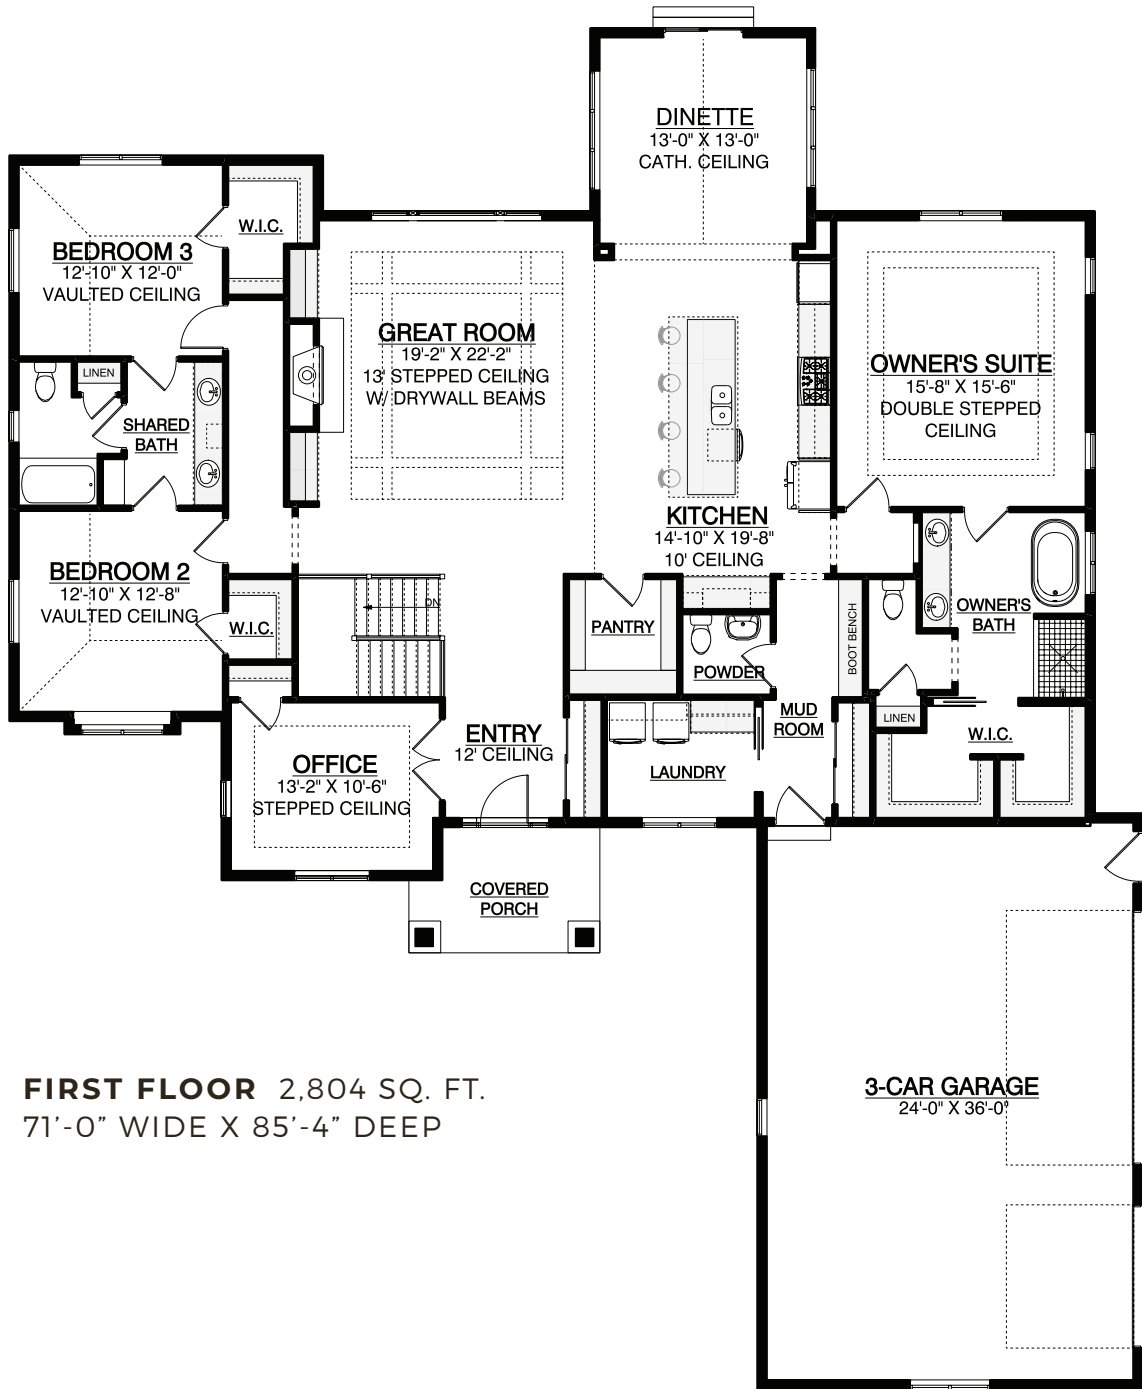 DINETTE
13'-0" X 13'-0"
CATH. CEILING
W.I.C.
BEDROOM 3
12'-10" X 12'-0"
VAULTED CEILING
GREAT ROOM
19'-2" X 22'-2"
13' STEPPED CEILING
W/ DRYWALL BEAMS
OWNER'S SUITE
15'-8" X 15'-6"
DOUBLE STEPPED
CEILING
LINEN
SHARED
BATH
KITCHEN
14'-10" X 19'-8"
10' CEILING
BEDROOM 2
12'-10" X 12'-8"
VAULTED CEILING
W.I.C.
DN
PANTRY
POWDER
BOOT BENCH
OWNER'S
BATH
MUD
ROOM
LINEN
W.I.C.
ENTRY
12' CEILING
OFFICE
13'-2" X 10'-6"
STEPPED CEILING
LAUNDRY
COVERED
PORCH
3-CAR GARAGE
24'-0" X 36'-0"
FIRST FLOOR 2,804 SQ. FT.
71'-0" WIDE X 85'-4" DEEP